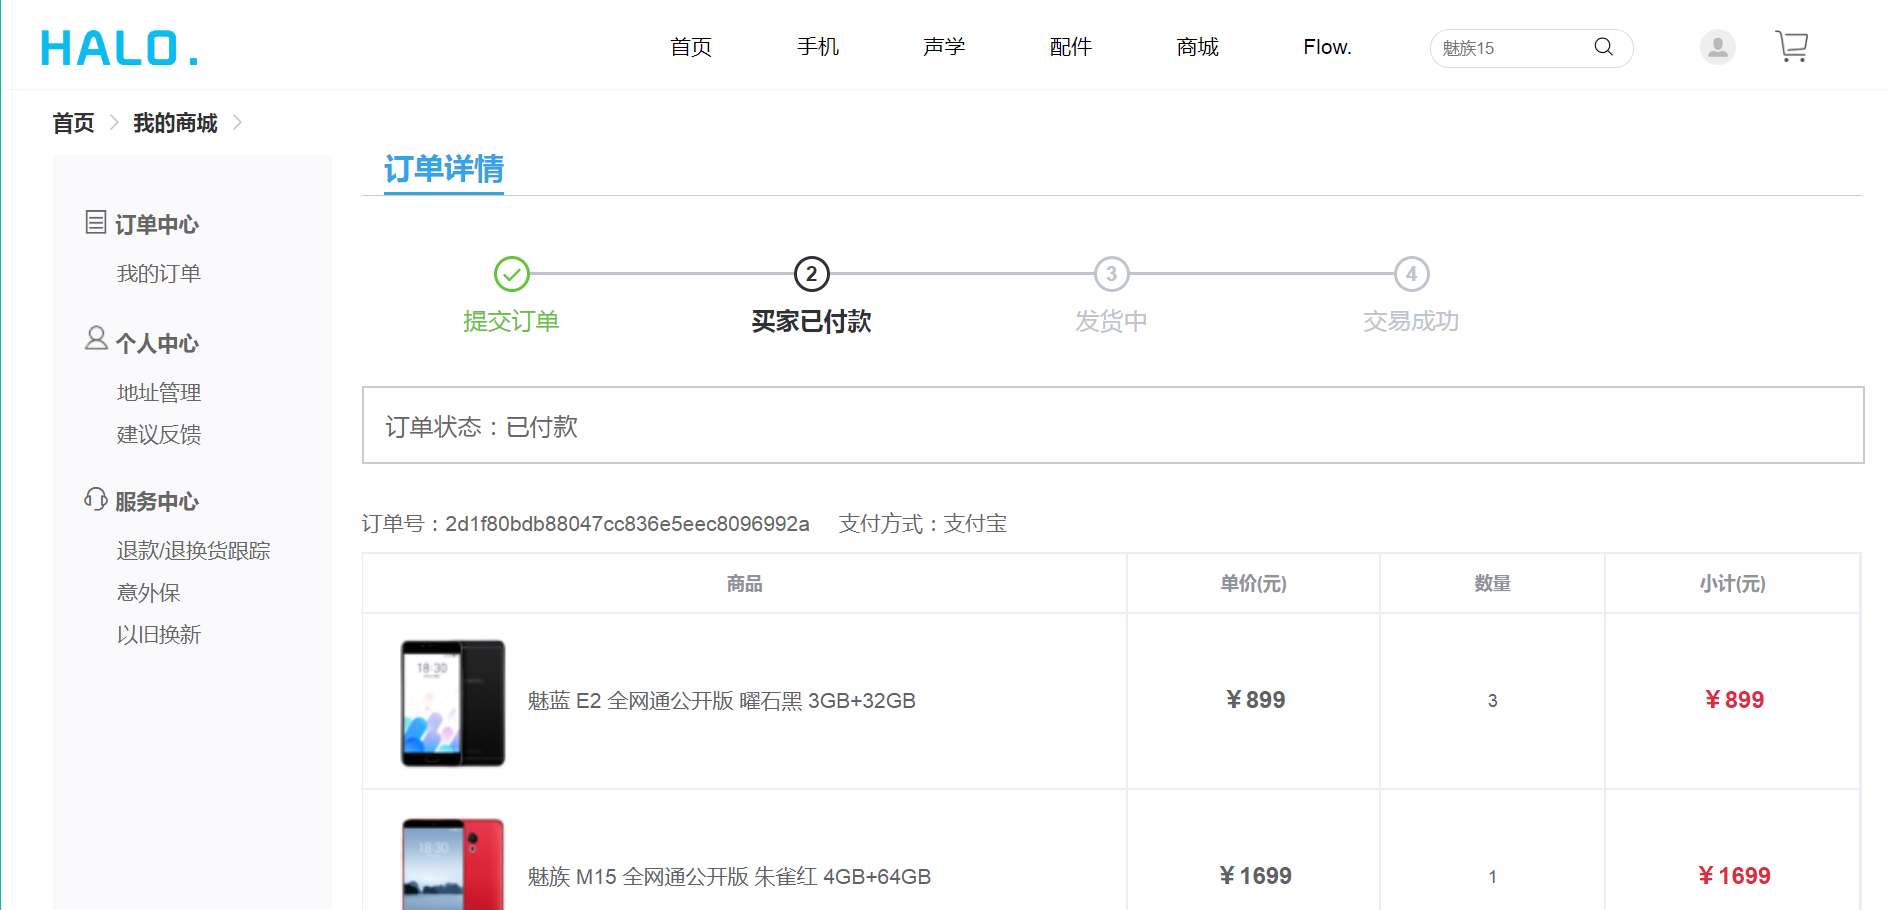 HALO.
首页 手机 声学 配件 商城 Flow. 魅族15
首页 我的商城
订单详情
订单中心
我的订单
个人中心
地址管理
建议反馈
服务中心
退款/退换货跟踪
意外保
以旧换新
2 3 4
提交订单 买家已付款 发货中 交易成功
订单状态：已付款
订单号：2d1f80bdb88047cc836e5eec8096992a 支付方式：支付宝
商品 单价(元) 数量 小计(元)
18:30
魅蓝 E2 全网通公开版 曜石黑 3GB+32GB ¥899 3 ¥899
18:30
魅族 M15 全网通公开版 朱雀红 4GB+64GB ¥1699 1 ¥1699